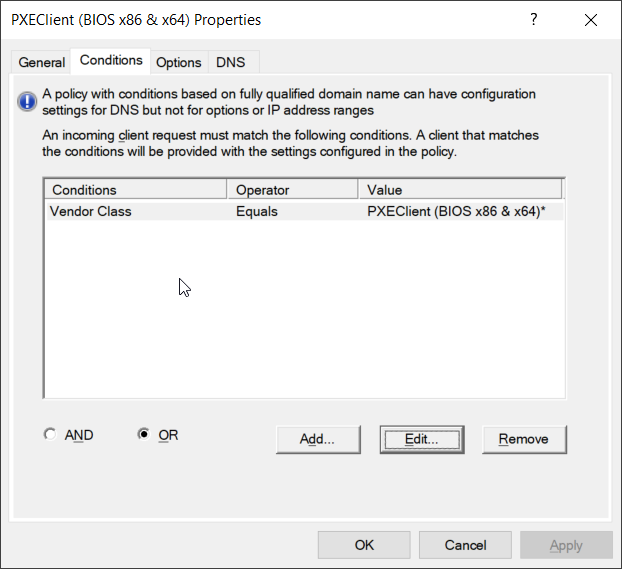 PXEClient (BIOS x86 & x64) Properties
?
General Conditions Options DNS
A policy with conditions based on fully qualified domain name can have configuration
settings for DNS but not for options or IP address ranges
An incoming client request must match the following conditions. A client that matches
the conditions will be provided with the settings configured in the policy.
Conditions Operator Value
Vendor Class Equals PXEClient (BIOS x86 & x64)*
AND OR Add... Edit... Remove
OK Cancel Apply